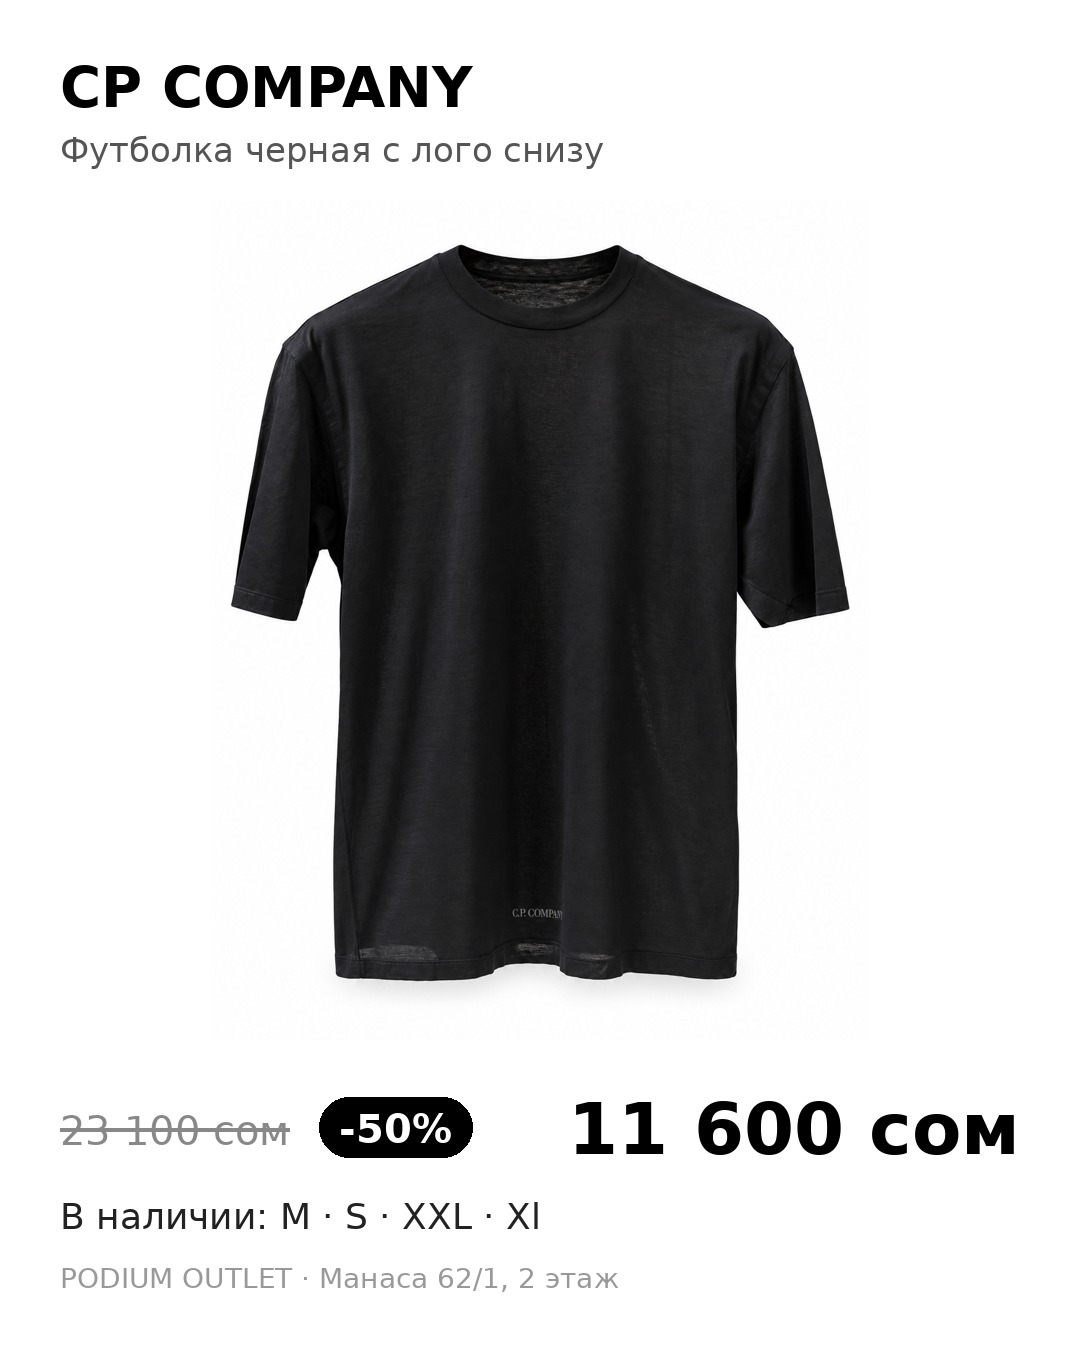 CP COMPANY
Футболка черная с лого снизу
C.P. COMPANY
23 100 сом -50% 11 600 сом
В наличии: M · S · XXL · Xl
PODIUM OUTLET · Манаса 62/1, 2 этаж